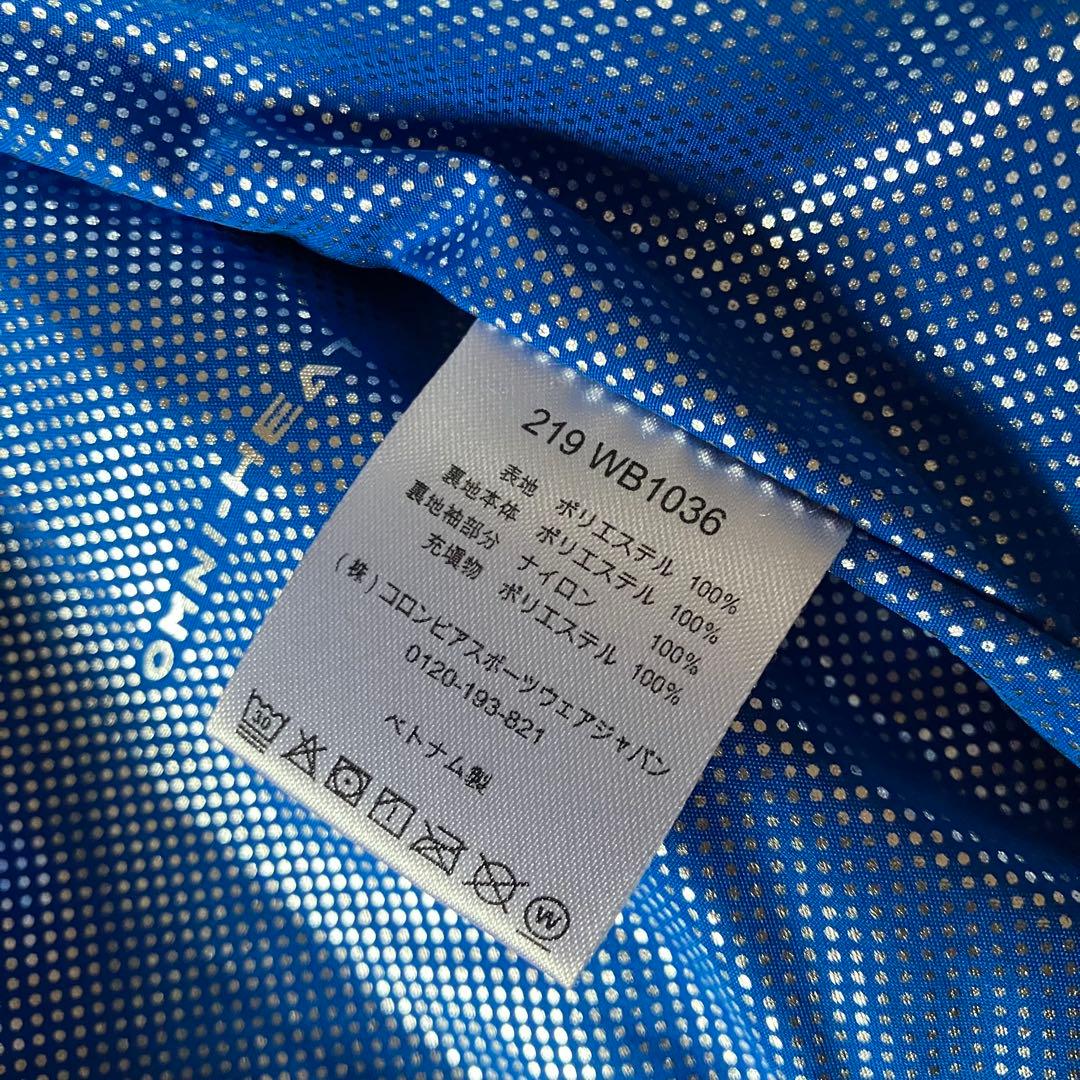 OMNI-HEAT
219 WB1036
表地 ポリエステル 100%
裏地本体 ポリエステル 100%
裏地袖部分 ナイロン 100%
充填物 ポリエステル 100%
(株)コロンビアスポーツウェアジャパン
0120-193-821
ベトナム製
30
W